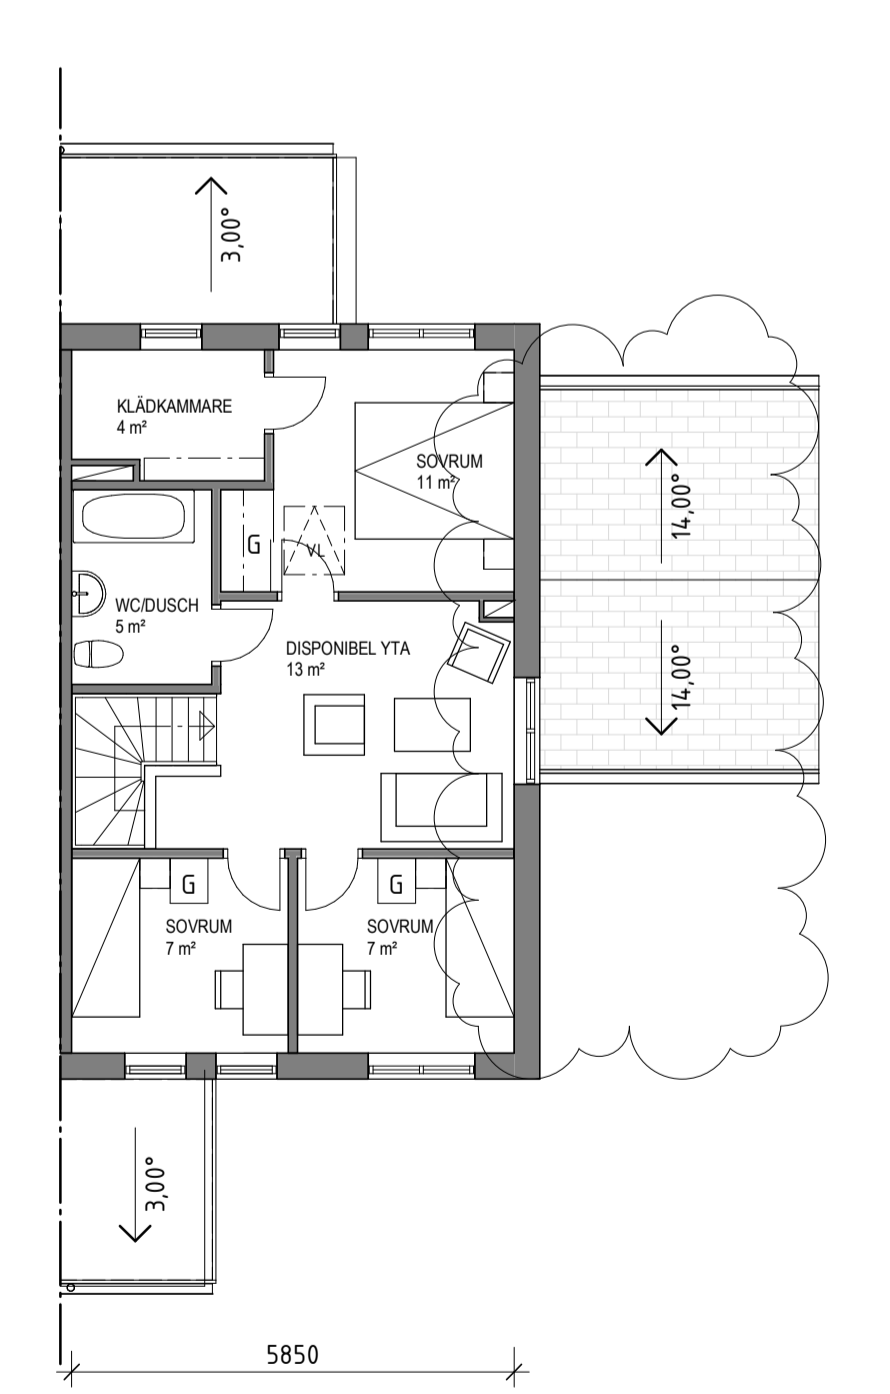 3,00°
KLÄDKAMMARE
4 m²
SOVRUM
11 m²
14,00°
G
VL
WC/DUSCH
5 m²
DISPONIBEL YTA
13 m²
14,00°
G
G
SOVRUM
7 m²
SOVRUM
7 m²
3,00°
5850